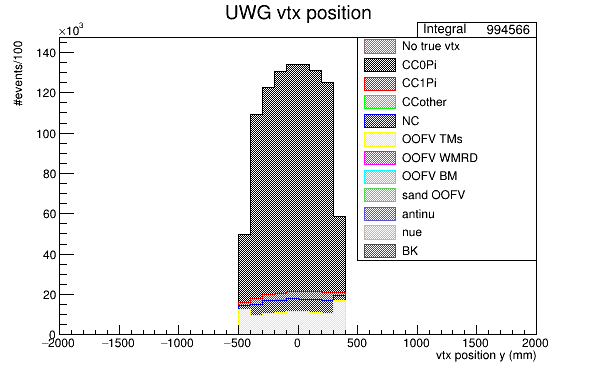 UWG vtx position
×10³
Integral 994566
#events/100
140
120
100
80
60
40
20
0
No true vtx
CC0Pi
CC1Pi
CCother
NC
OOFV TMs
OOFV WMRD
OOFV BM
sand OOFV
antinu
nue
BK
−2000 −1500 −1000 −500 0 500 1000 1500 2000
vtx position y (mm)